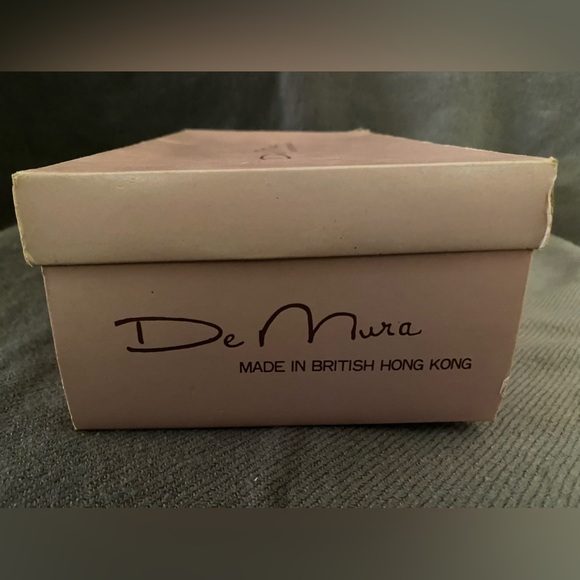 De Mura
MADE IN BRITISH HONG KONG